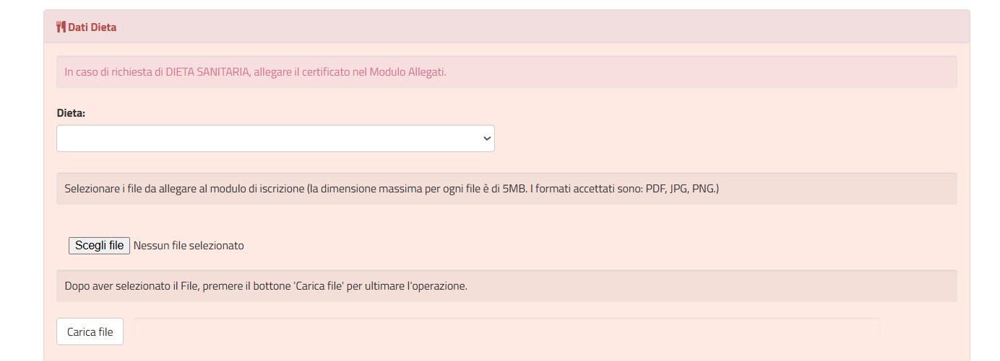 Dati Dieta
In caso di richiesta di DIETA SANITARIA, allegare il certificato nel Modulo Allegati.
Dieta:
Selezionare i file da allegare al modulo di iscrizione (la dimensione massima per ogni file è di 5MB. I formati accettati sono: PDF, JPG, PNG.)
Scegli file Nessun file selezionato
Dopo aver selezionato il File, premere il bottone 'Carica file' per ultimare l'operazione.
Carica file